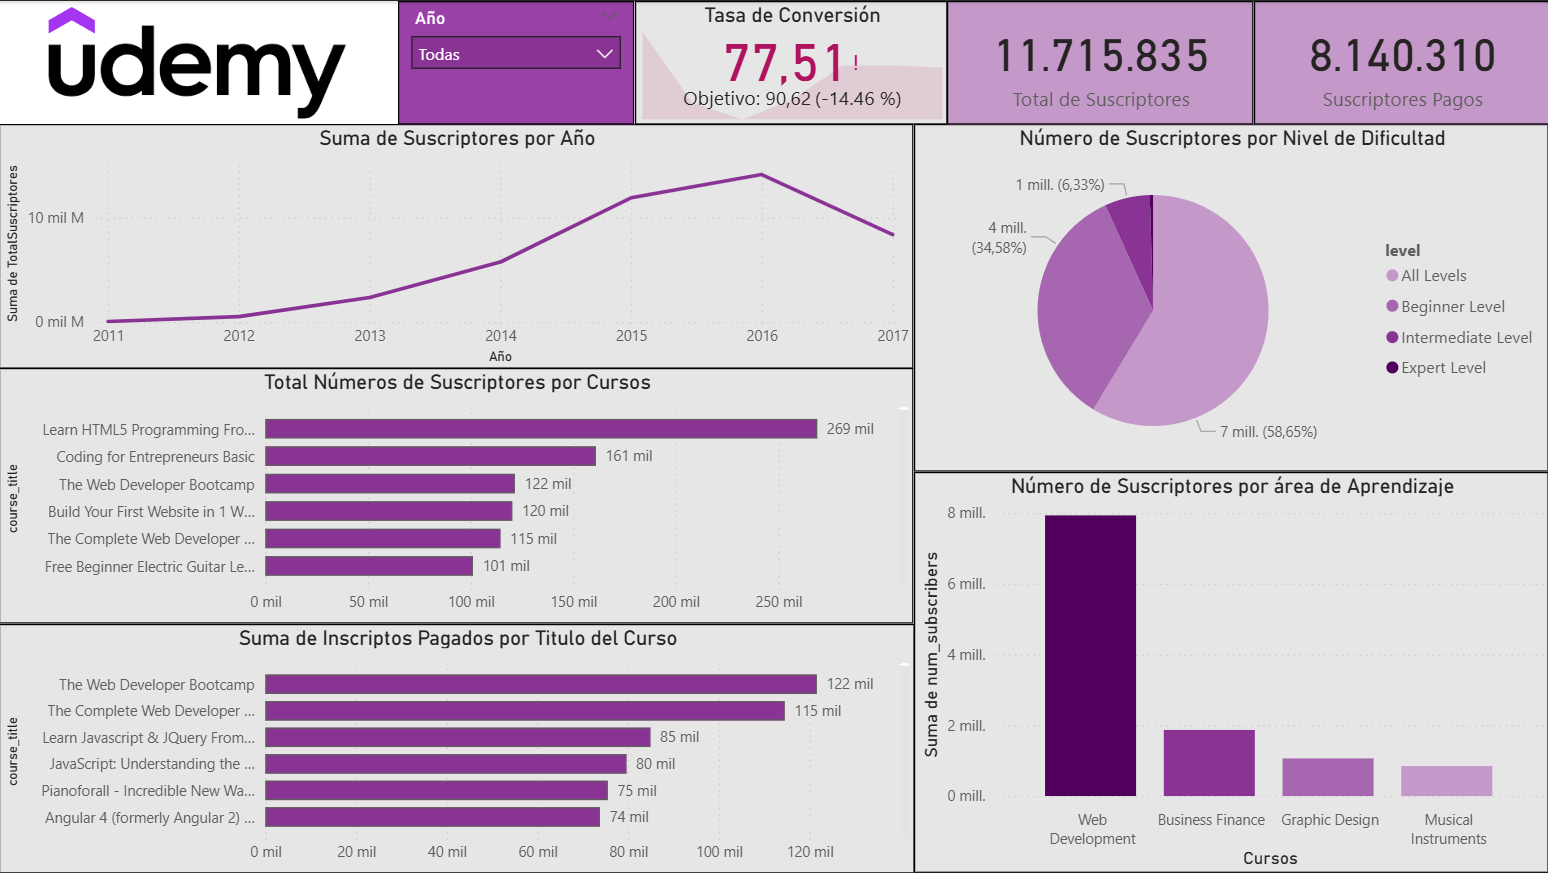 udemy
Año
Todas
Tasa de Conversión
77,51!
Objetivo: 90,62 (-14.46 %)
11.715.835
Total de Suscriptores
8.140.310
Suscriptores Pagos
Suma de Suscriptores por Año
Suma de TotalSuscriptores
10 mil M
0 mil M
2011 2012 2013 2014 2015 2016 2017
Año
Número de Suscriptores por Nivel de Dificultad
1 mill. (6,33%)
4 mill.
(34,58%)
7 mill. (58,65%)
level
All Levels
Beginner Level
Intermediate Level
Expert Level
Total Números de Suscriptores por Cursos
course_title
Learn HTML5 Programming Fro... 269 mil
Coding for Entrepreneurs Basic 161 mil
The Web Developer Bootcamp 122 mil
Build Your First Website in 1 W... 120 mil
The Complete Web Developer ... 115 mil
Free Beginner Electric Guitar Le... 101 mil
0 mil 50 mil 100 mil 150 mil 200 mil 250 mil
Suma de Inscriptos Pagados por Titulo del Curso
course_title
The Web Developer Bootcamp 122 mil
The Complete Web Developer ... 115 mil
Learn Javascript & JQuery From... 85 mil
JavaScript: Understanding the ... 80 mil
Pianoforall - Incredible New Wa... 75 mil
Angular 4 (formerly Angular 2) ... 74 mil
0 mil 20 mil 40 mil 60 mil 80 mil 100 mil 120 mil
Número de Suscriptores por área de Aprendizaje
Suma de num_subscribers
8 mill.
6 mill.
4 mill.
2 mill.
0 mill.
Web
Development
Business Finance
Graphic Design
Musical
Instruments
Cursos